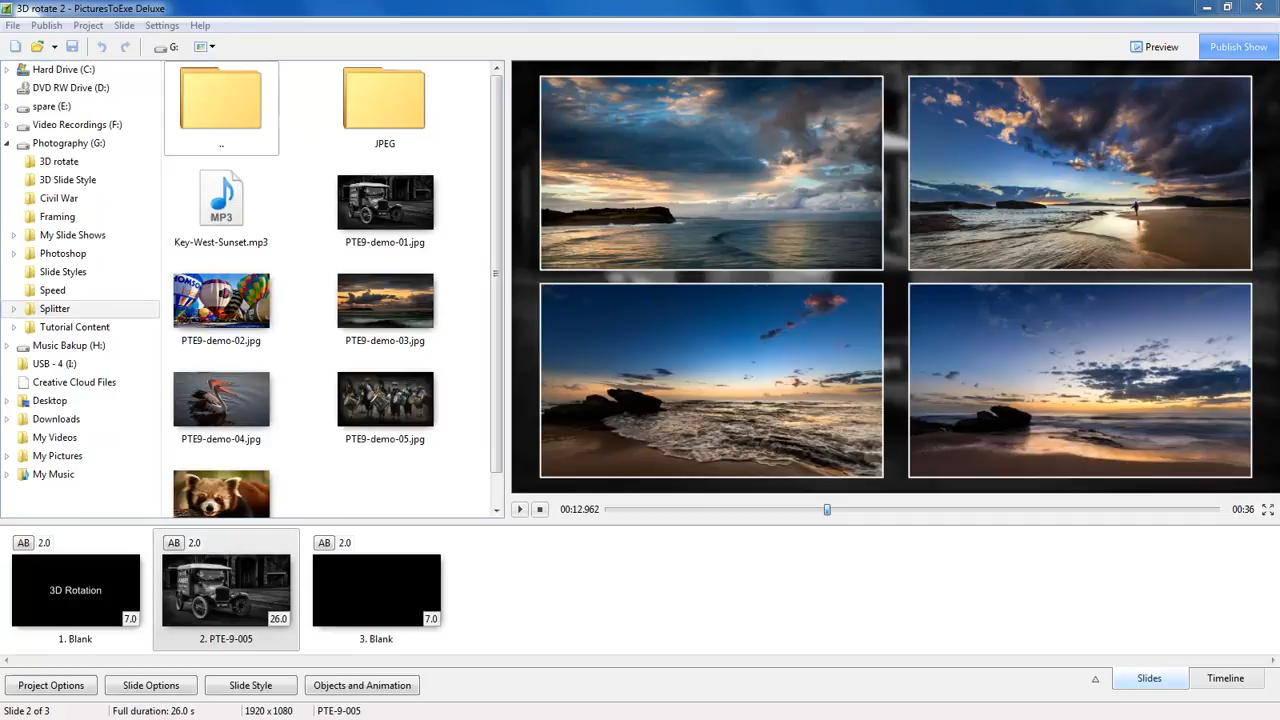 3D rotate 2 - PicturesToExe Deluxe
File Publish Project Slide Settings Help
G: Preview Publish Show
Hard Drive (C:)
DVD RW Drive (D:)
spare (E:)
Video Recordings (F:)
Photography (G:)
3D rotate
3D Slide Style
Civil War
Framing
My Slide Shows
Photoshop
Slide Styles
Speed
Splitter
Tutorial Content
Music Bakup (H:)
USB - 4 (I:)
Creative Cloud Files
Desktop
Downloads
My Videos
My Pictures
My Music
.. JPEG
MP3
Key-West-Sunset.mp3 PTE9-demo-01.jpg
PTE9-demo-02.jpg PTE9-demo-03.jpg
PTE9-demo-04.jpg PTE9-demo-05.jpg
00:12.962 00:36
AB 2.0 AB 2.0 AB 2.0
3D Rotation
7.0 26.0 7.0
1. Blank 2. PTE-9-005 3. Blank
Project Options Slide Options Slide Style Objects and Animation Slides Timeline
Slide 2 of 3 Full duration: 26.0 s 1920 x 1080 PTE-9-005